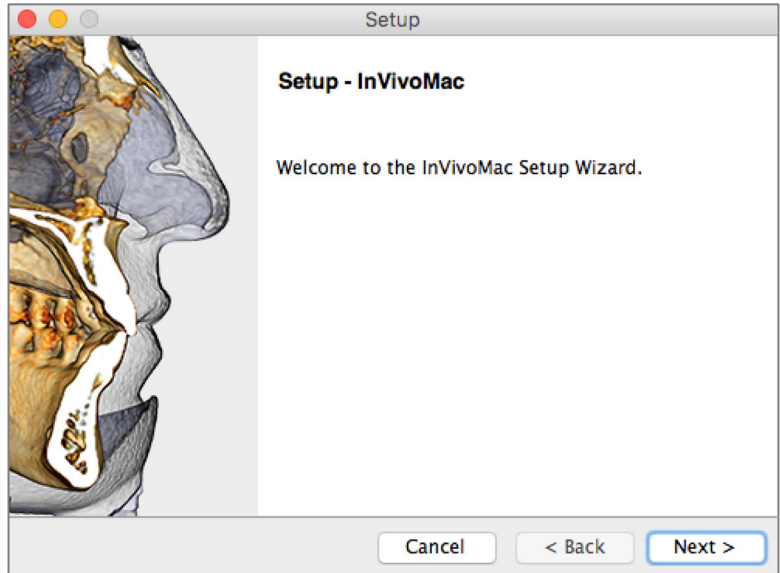 Setup
Setup - InVivoMac
Welcome to the InVivoMac Setup Wizard.
Cancel
< Back
Next >